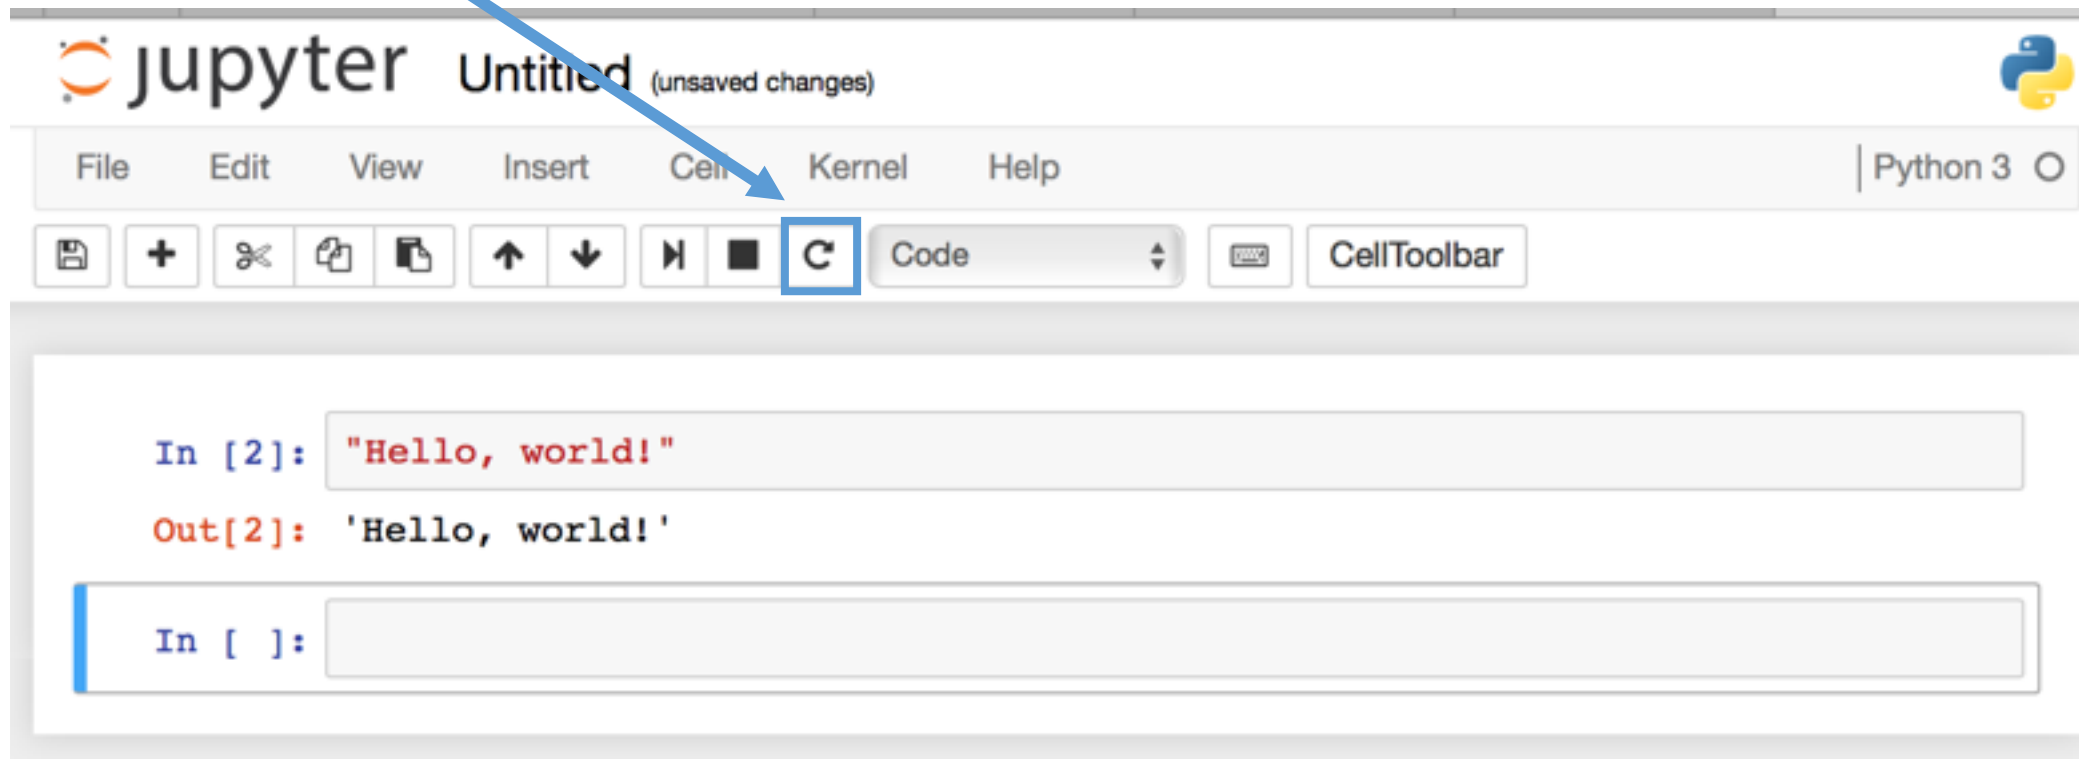 jupyter Untitled (unsaved changes)
File Edit View Insert Cell Kernel Help Python 3
Code CellToolbar
In [2]: "Hello, world!"
Out[2]: 'Hello, world!'
In [ ]: